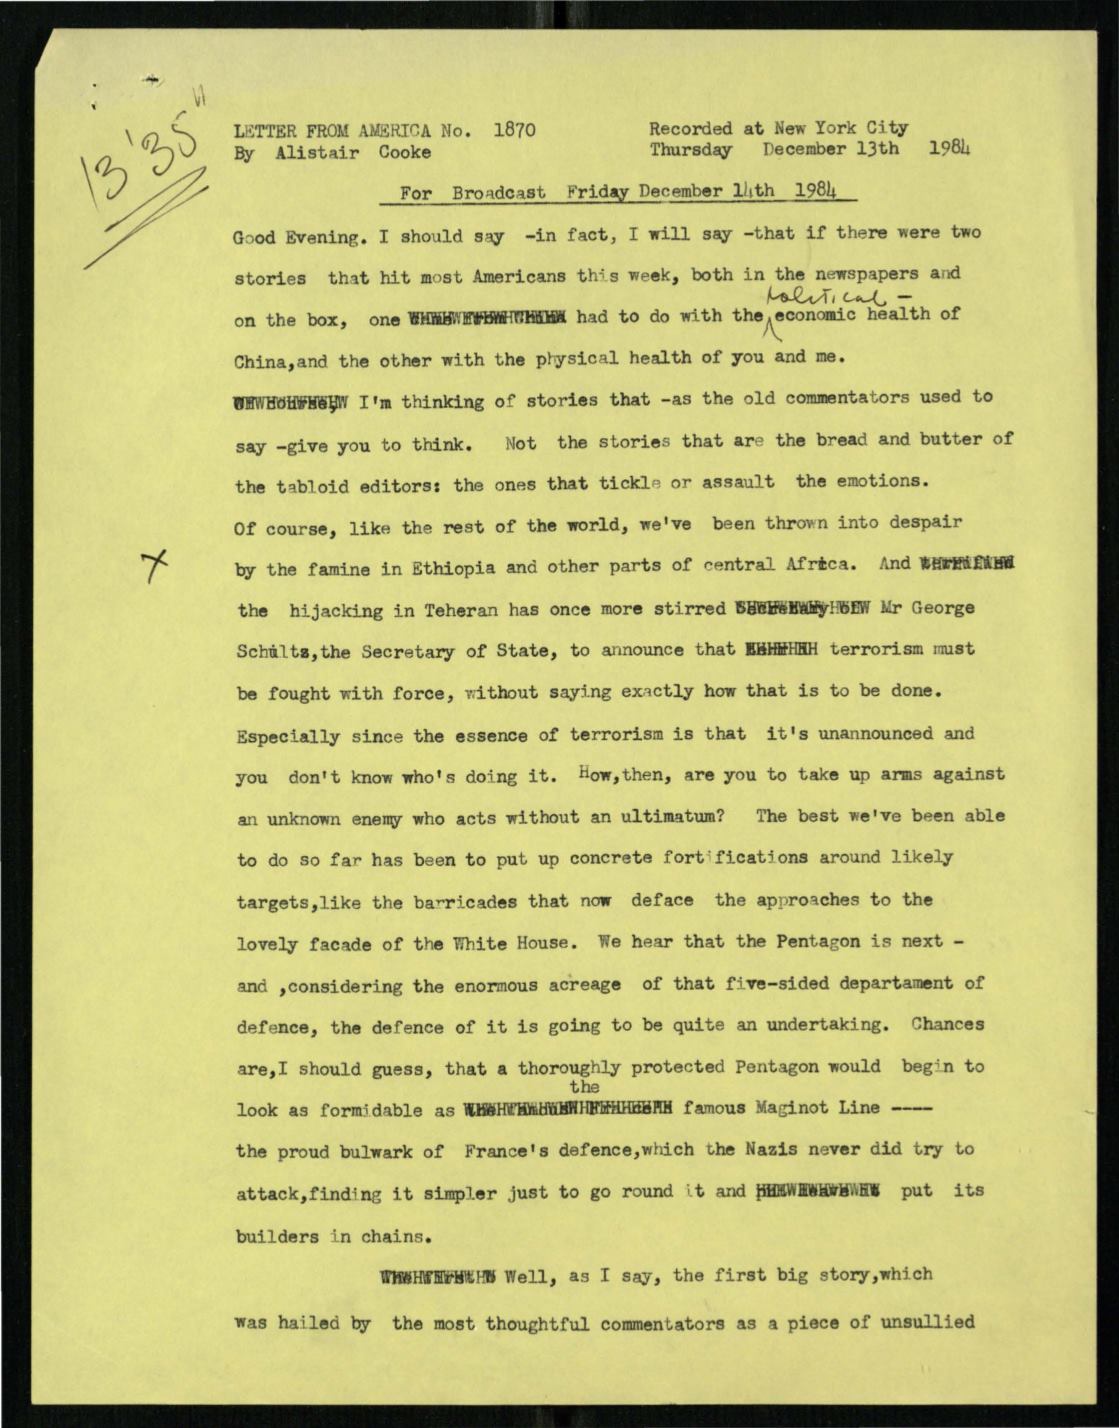 13'35"
LETTER FROM AMERICA No. 1870 Recorded at New York City
By Alistair Cooke Thursday December 13th 1984
For Broadcast Friday December 14th 1984
Good Evening. I should say -in fact, I will say -that if there were two
stories that hit most Americans this week, both in the newspapers and
political -
on the box, one had to do with the economic health of
China,and the other with the physical health of you and me.
I'm thinking of stories that -as the old commentators used to
say -give you to think. Not the stories that are the bread and butter of
the tabloid editors: the ones that tickle or assault the emotions.
Of course, like the rest of the world, we've been thrown into despair
X by the famine in Ethiopia and other parts of central Africa. And
the hijacking in Teheran has once more stirred Mr George
Schultz,the Secretary of State, to announce that terrorism must
be fought with force, without saying exactly how that is to be done.
Especially since the essence of terrorism is that it's unannounced and
you don't know who's doing it. How,then, are you to take up arms against
an unknown enemy who acts without an ultimatum? The best we've been able
to do so far has been to put up concrete fortifications around likely
targets,like the barricades that now deface the approaches to the
lovely facade of the White House. We hear that the Pentagon is next -
and ,considering the enormous acreage of that five-sided departament of
defence, the defence of it is going to be quite an undertaking. Chances
are,I should guess, that a thoroughly protected Pentagon would begin to
the
look as formidable as famous Maginot Line ----
the proud bulwark of France's defence,which the Nazis never did try to
attack,finding it simpler just to go round it and put its
builders in chains.
Well, as I say, the first big story,which
was hailed by the most thoughtful commentators as a piece of unsullied